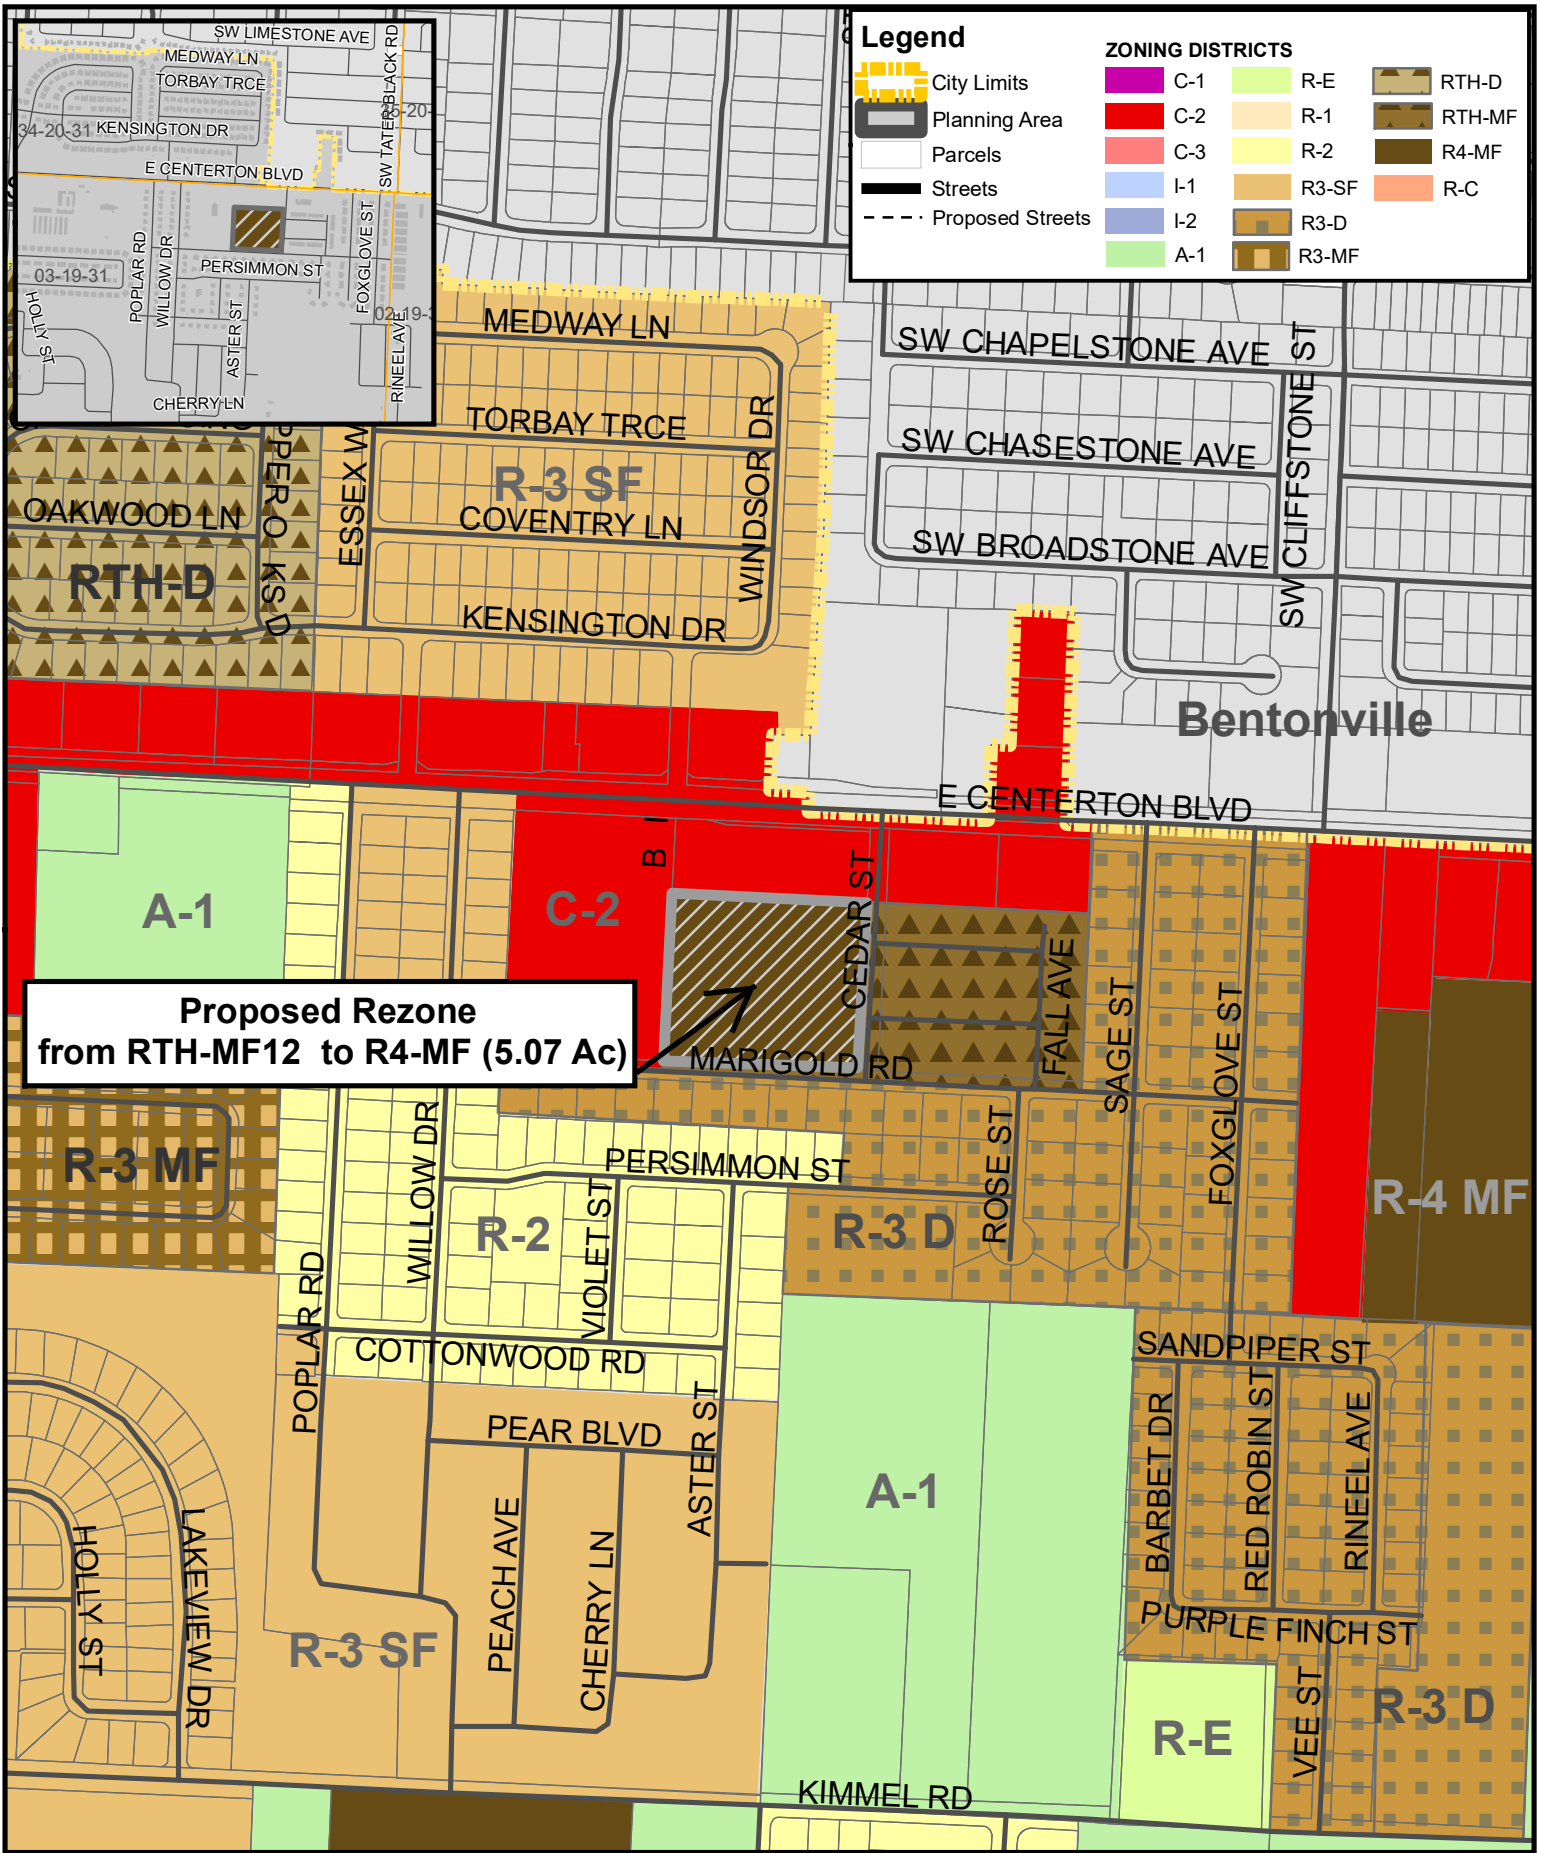 SW LIMESTONE AVE
MEDWAY LN
TORBAY TRCE
SW TATER BLACK RD
34-20-31
KENSINGTON DR
E CENTERTON BLVD
POPLAR RD
WILLOW DR
FOXGLOVE ST
03-19-31
PERSIMMON ST
HOLLY ST
ASTER ST
RINEEL AVE
CHERRY LN
Legend
City Limits
Planning Area
Parcels
Streets
Proposed Streets
ZONING DISTRICTS
C-1
C-2
C-3
I-1
I-2
A-1
R-E
R-1
R-2
R3-SF
R3-D
R3-MF
RTH-D
RTH-MF
R4-MF
R-C
MEDWAY LN
SW CHAPELSTONE AVE
TORBAY TRCE
WINDSOR DR
SW CHASESTONE AVE
SW CLIFFSTONE ST
R-3 SF
OAKWOOD LN
COVENTRY LN
SW BROADSTONE AVE
RTH-D
KENSINGTON DR
Bentonville
E CENTERTON BLVD
A-1
C-2
CEDAR ST
FALL AVE
SAGE ST
FOXGLOVE ST
Proposed Rezone
from RTH-MF12 to R4-MF (5.07 Ac)
MARIGOLD RD
R-3 MF
WILLOW DR
PERSIMMON ST
ROSE ST
R-4 MF
R-2
VIOLET ST
R-3 D
POPLAR RD
COTTONWOOD RD
SANDPIPER ST
PEAR BLVD
ASTER ST
BARBET DR
RED ROBIN ST
RINEEL AVE
A-1
HOLLY ST
LAKEVIEW DR
PEACH AVE
CHERRY LN
R-3 SF
PURPLE FINCH ST
R-E
VEE ST
R-3 D
KIMMEL RD